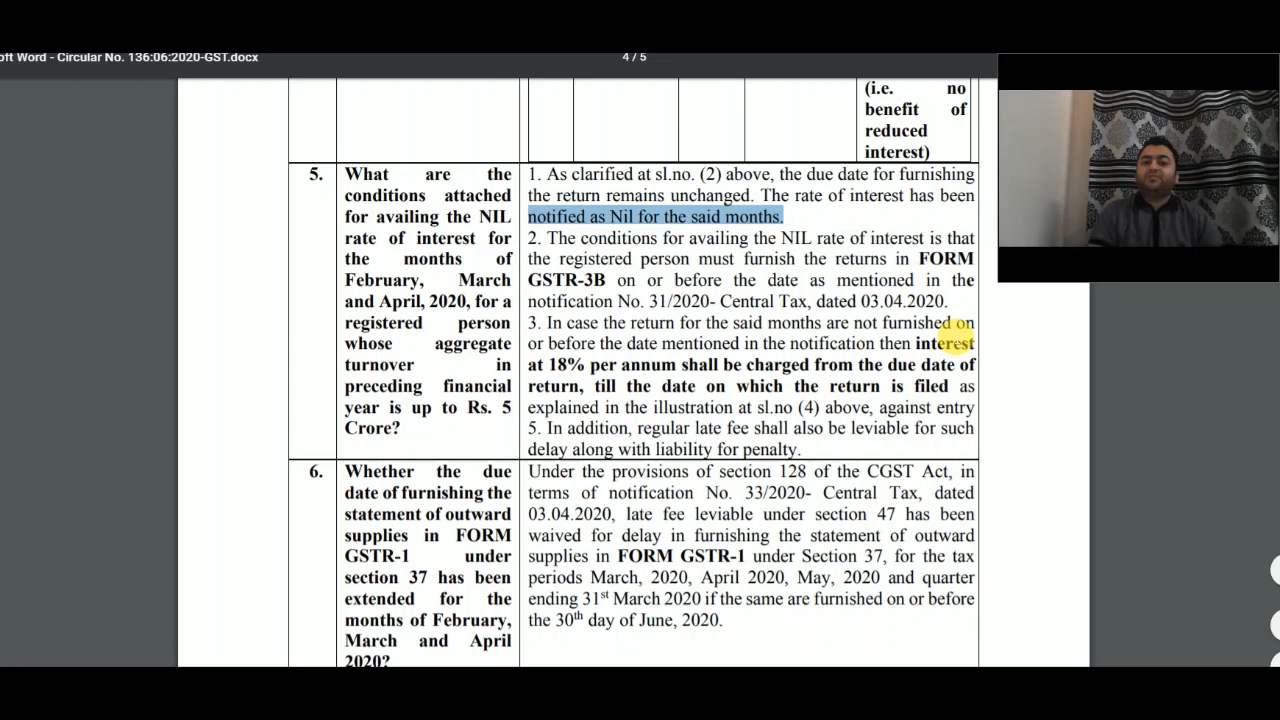 oft Word - Circular No. 136:06:2020-GST.docx
4 / 5
(i.e. no
benefit of
reduced
interest)
5.
What are the
conditions attached
for availing the NIL
rate of interest for
the months of
February, March
and April, 2020, for a
registered person
whose aggregate
turnover in
preceding financial
year is up to Rs. 5
Crore?
1. As clarified at sl.no. (2) above, the due date for furnishing
the return remains unchanged. The rate of interest has been
notified as Nil for the said months.
2. The conditions for availing the NIL rate of interest is that
the registered person must furnish the returns in FORM
GSTR-3B on or before the date as mentioned in the
notification No. 31/2020- Central Tax, dated 03.04.2020.
3. In case the return for the said months are not furnished on
or before the date mentioned in the notification then interest
at 18% per annum shall be charged from the due date of
return, till the date on which the return is filed as
explained in the illustration at sl.no (4) above, against entry
5. In addition, regular late fee shall also be leviable for such
delay along with liability for penalty.
6.
Whether the due
date of furnishing the
statement of outward
supplies in FORM
GSTR-1 under
section 37 has been
extended for the
months of February,
March and April
2020?
Under the provisions of section 128 of the CGST Act, in
terms of notification No. 33/2020- Central Tax, dated
03.04.2020, late fee leviable under section 47 has been
waived for delay in furnishing the statement of outward
supplies in FORM GSTR-1 under Section 37, for the tax
periods March, 2020, April 2020, May, 2020 and quarter
ending 31st March 2020 if the same are furnished on or before
the 30th day of June, 2020.